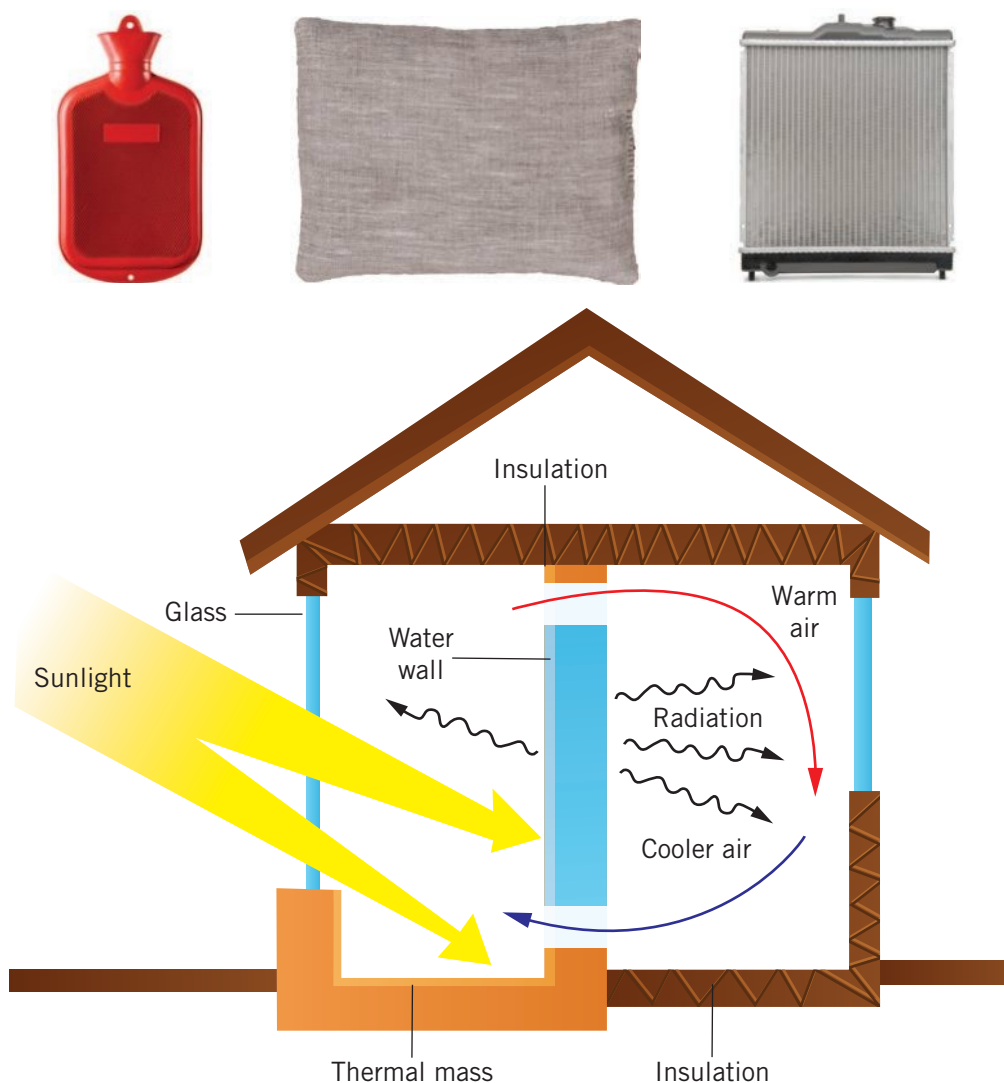 Insulation
Glass
Warm
air
Water
wall
Sunlight
Radiation
Cooler air
Thermal mass
Insulation